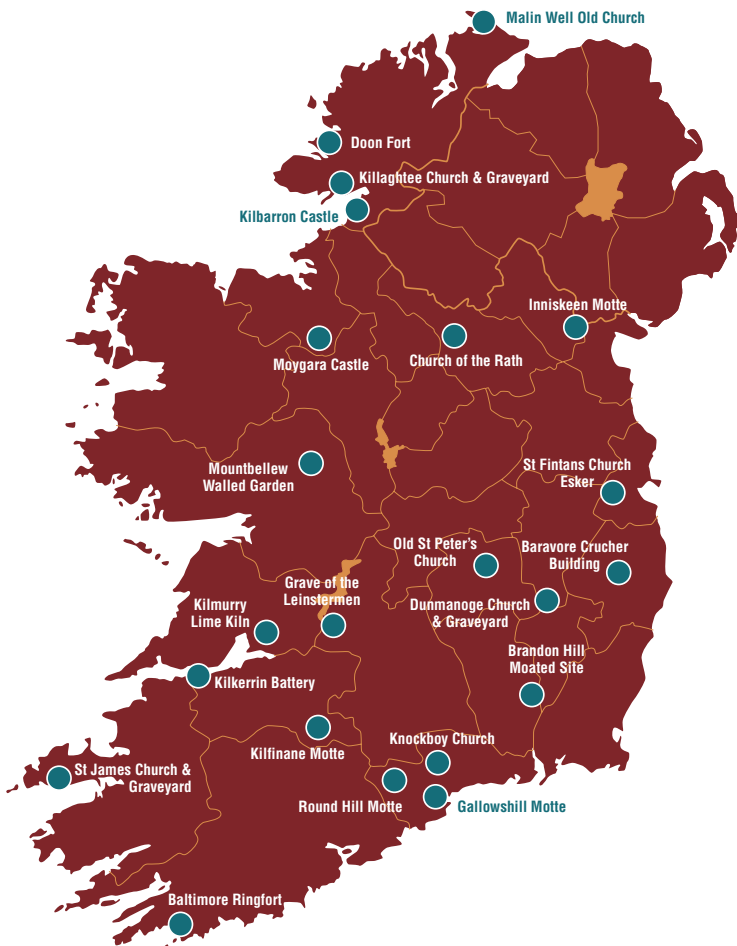 Malin Well Old Church
Doon Fort
Killaghtee Church & Graveyard
Kilbarron Castle
Inniskeen Motte
Moygara Castle
Church of the Rath
Mountbellew
Walled Garden
St Fintans Church
Esker
Old St Peter's
Church
Baravore Crucher
Building
Grave of the
Leinstermen
Kilmurry
Lime Kiln
Dunmanoge Church
& Graveyard
Brandon Hill
Moated Site
Kilkerrin Battery
Kilfinane Motte
Knockboy Church
St James Church &
Graveyard
Round Hill Motte
Gallowshill Motte
Baltimore Ringfort